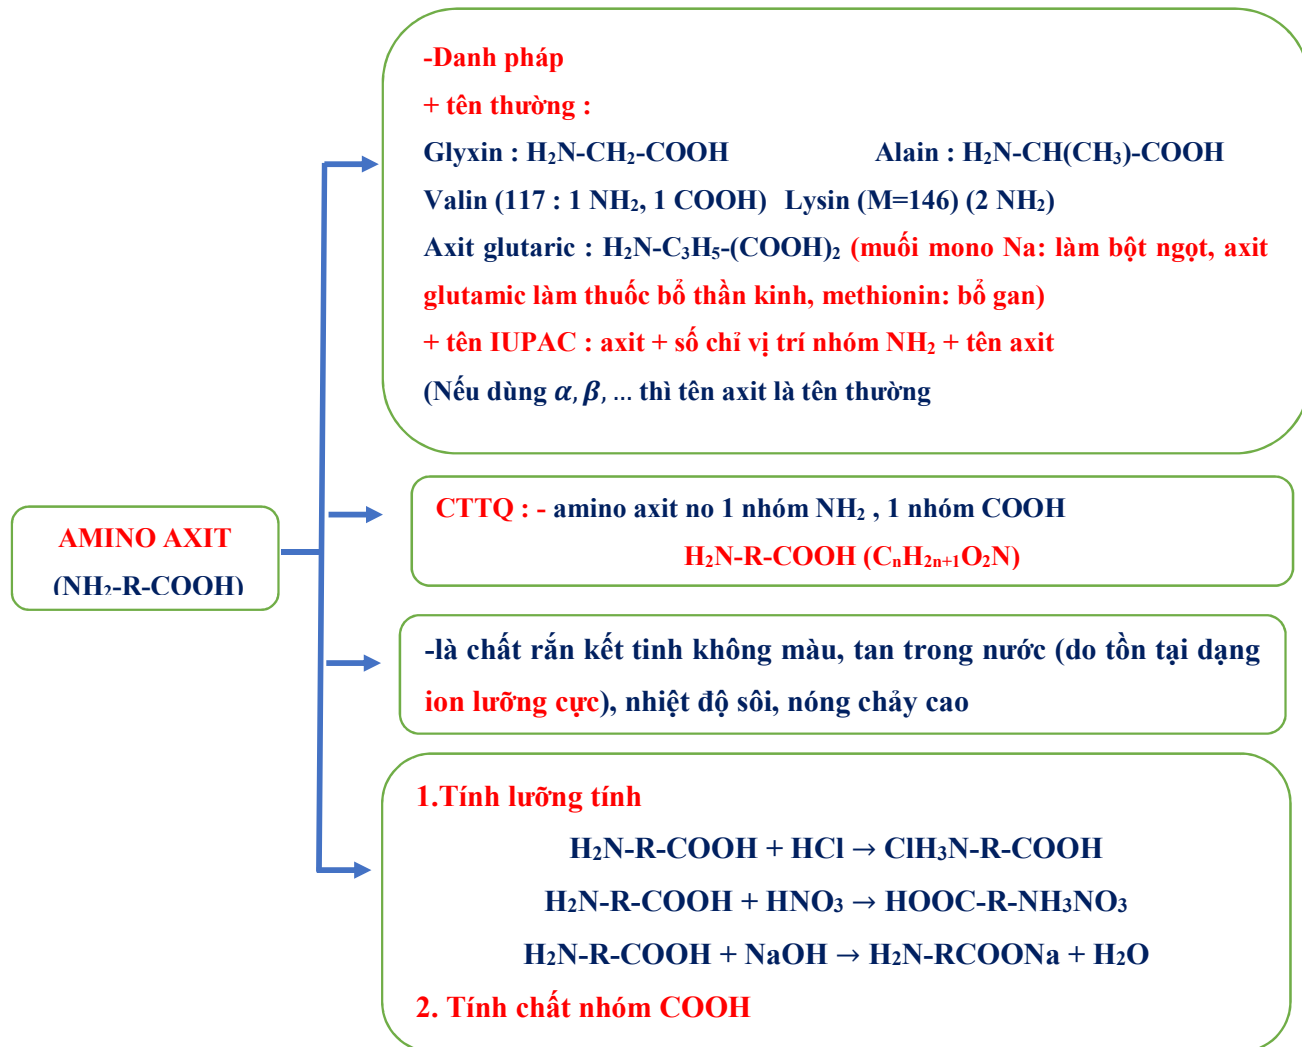 -Danh pháp
+ tên thường :
Glyxin : H₂N-CH₂-COOH Alain : H₂N-CH(CH₃)-COOH
Valin (117 : 1 NH₂, 1 COOH) Lysin (M=146) (2 NH₂)
Axit glutaric : H₂N-C₃H₅-(COOH)₂ (muối mono Na: làm bột ngọt, axit
glutamic làm thuốc bổ thần kinh, methionin: bổ gan)
+ tên IUPAC : axit + số chỉ vị trí nhóm NH₂ + tên axit
(Nếu dùng α, β, … thì tên axit là tên thường
AMINO AXIT
(NH₂-R-COOH)
CTTQ : - amino axit no 1 nhóm NH₂ , 1 nhóm COOH
H₂N-R-COOH (CₙH₂ₙ₊₁O₂N)
-là chất rắn kết tinh không màu, tan trong nước (do tồn tại dạng
ion lưỡng cực), nhiệt độ sôi, nóng chảy cao
1.Tính lưỡng tính
H₂N-R-COOH + HCl → ClH₃N-R-COOH
H₂N-R-COOH + HNO₃ → HOOC-R-NH₃NO₃
H₂N-R-COOH + NaOH → H₂N-RCOONa + H₂O
2. Tính chất nhóm COOH